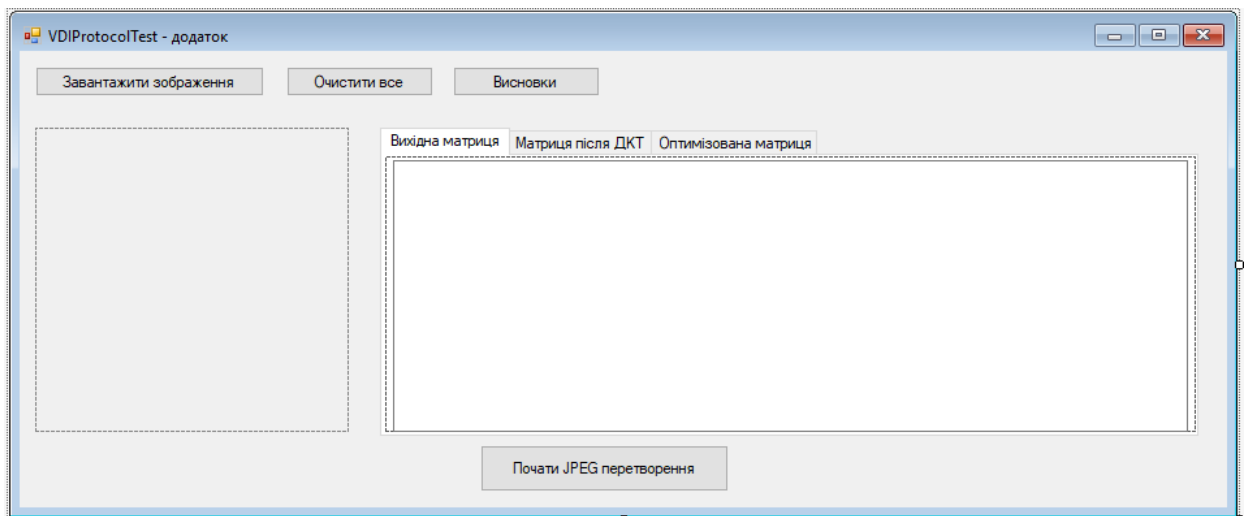 VDIProtocolTest - додаток
Завантажити зображення Очистити все Висновки
Вихідна матриця Матриця після ДКТ Оптимізована матриця
Почати JPEG перетворення